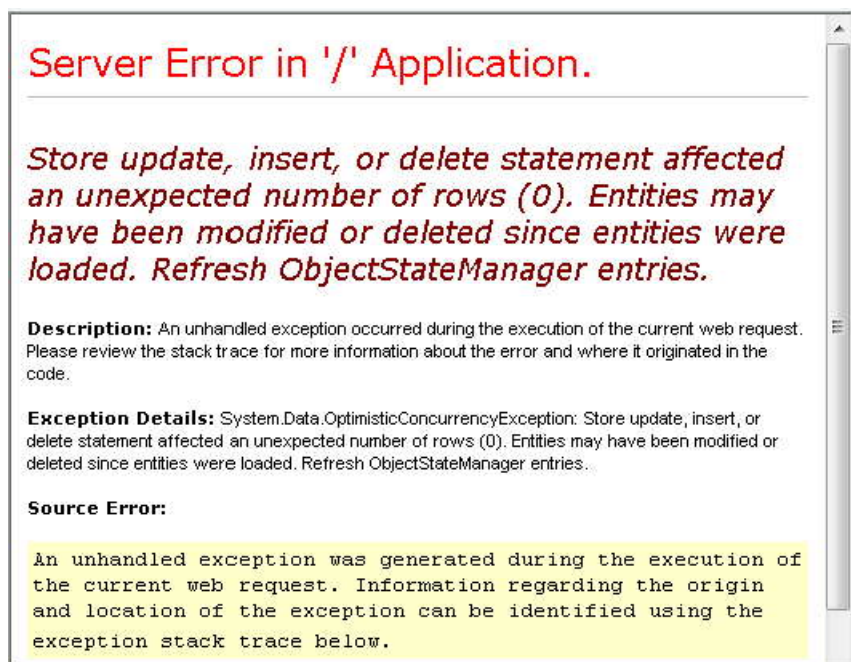 Server Error in '/' Application.
Store update, insert, or delete statement affected
an unexpected number of rows (0). Entities may
have been modified or deleted since entities were
loaded. Refresh ObjectStateManager entries.
Description: An unhandled exception occurred during the execution of the current web request.
Please review the stack trace for more information about the error and where it originated in the
code.
Exception Details: System.Data.OptimisticConcurrencyException: Store update, insert, or
delete statement affected an unexpected number of rows (0). Entities may have been modified or
deleted since entities were loaded. Refresh ObjectStateManager entries.
Source Error:
An unhandled exception was generated during the execution of
the current web request. Information regarding the origin
and location of the exception can be identified using the
exception stack trace below.